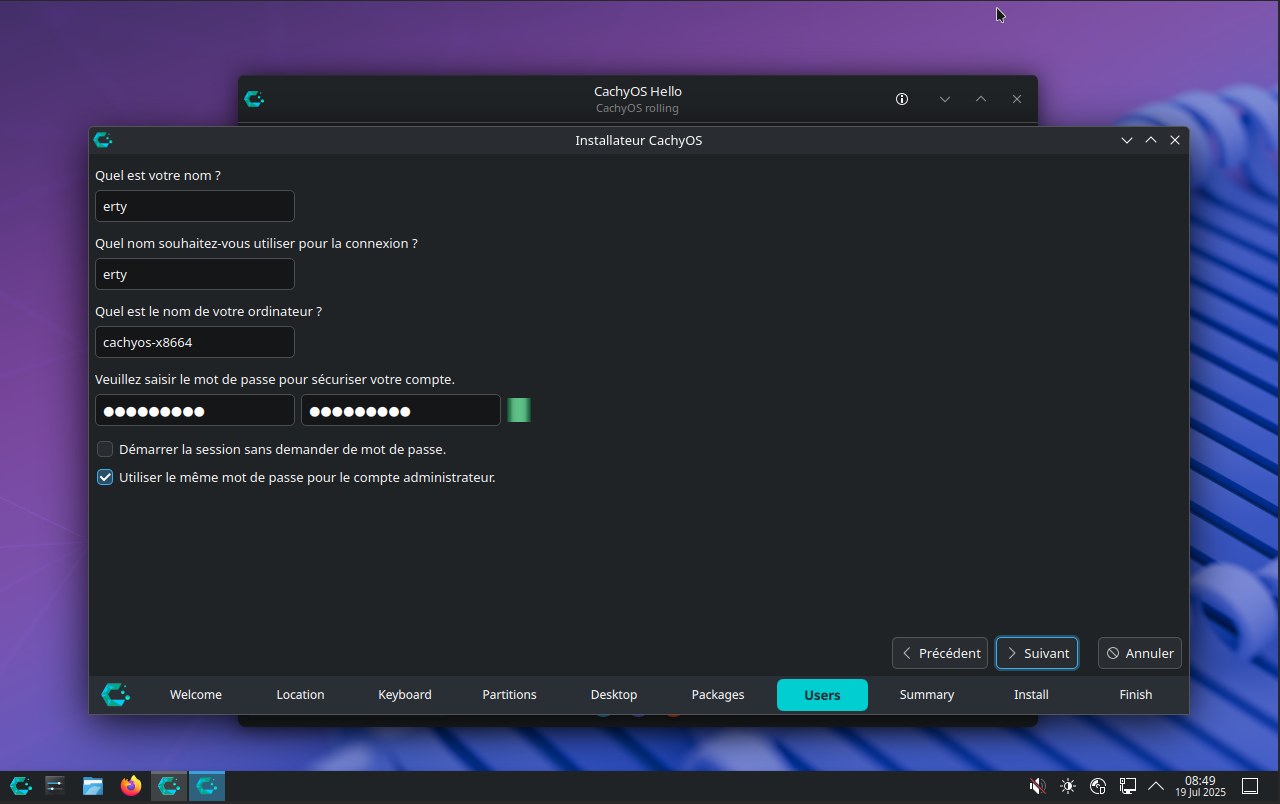 CachyOS Hello
CachyOS rolling
Installateur CachyOS
Quel est votre nom ?
erty
Quel nom souhaitez-vous utiliser pour la connexion ?
erty
Quel est le nom de votre ordinateur ?
cachyos-x8664
Veuillez saisir le mot de passe pour sécuriser votre compte.
●●●●●●●●● ●●●●●●●●●
Démarrer la session sans demander de mot de passe.
Utiliser le même mot de passe pour le compte administrateur.
Précédent Suivant Annuler
Welcome Location Keyboard Partitions Desktop Packages Users Summary Install Finish
08:49
19 Jul 2025